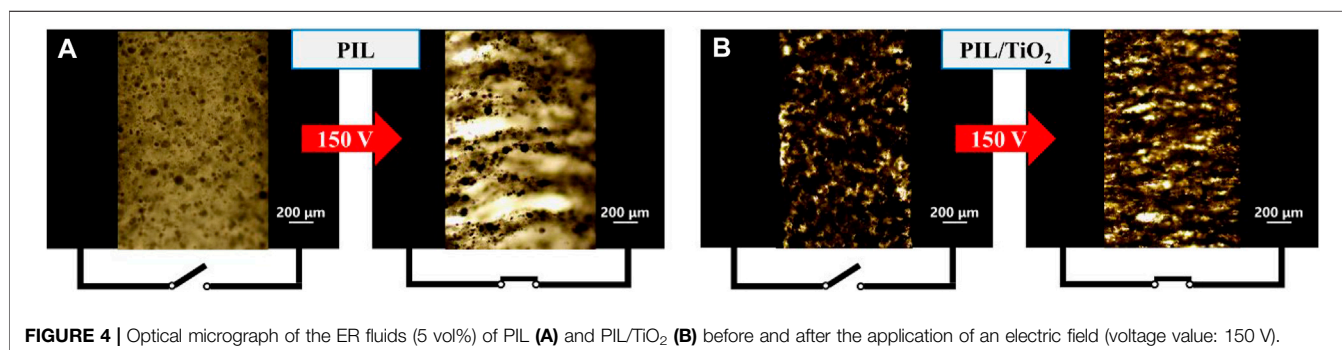 A
PIL
150 V
200 μm
200 μm
B
PIL/TiO₂
150 V
200 μm
200 μm
FIGURE 4 | Optical micrograph of the ER fluids (5 vol%) of PIL (A) and PIL/TiO₂ (B) before and after the application of an electric field (voltage value: 150 V).